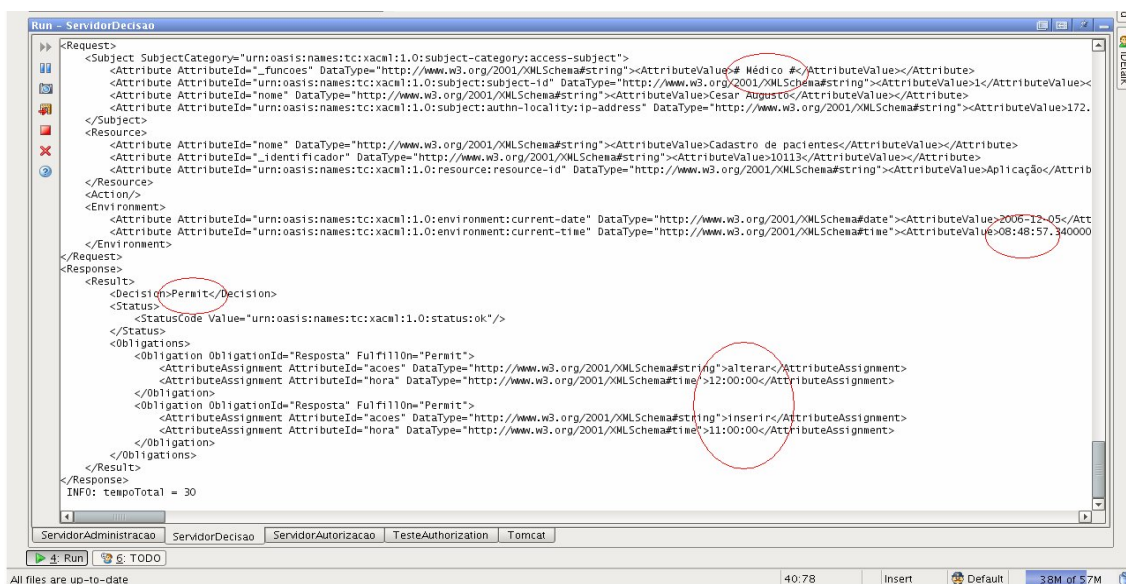 Run - ServidorDecisao
<Request>
<Subject SubjectCategory="urn:oasis:names:tc:xacml:1.0:subject-category:access-subject">
<Attribute AttributeId="_funcoes" DataType="http://www.w3.org/2001/XMLSchema#string"><AttributeValue># Médico #</AttributeValue></Attribute>
<Attribute AttributeId="urn:oasis:names:tc:xacml:1.0:subject:subject-id" DataType="http://www.w3.org/2001/XMLSchema#string"><AttributeValue>1</AttributeValue><
<Attribute AttributeId="nome" DataType="http://www.w3.org/2001/XMLSchema#string"><AttributeValue>Cesar Augusto</AttributeValue></Attribute>
<Attribute AttributeId="urn:oasis:names:tc:xacml:1.0:subject:authn-locality:ip-address" DataType="http://www.w3.org/2001/XMLSchema#string"><AttributeValue>172.
</Subject>
<Resource>
<Attribute AttributeId="nome" DataType="http://www.w3.org/2001/XMLSchema#string"><AttributeValue>Cadastro de pacientes</AttributeValue></Attribute>
<Attribute AttributeId="_identificador" DataType="http://www.w3.org/2001/XMLSchema#string"><AttributeValue>10113</AttributeValue></Attribute>
<Attribute AttributeId="urn:oasis:names:tc:xacml:1.0:resource:resource-id" DataType="http://www.w3.org/2001/XMLSchema#string"><AttributeValue>Aplicação</Attrib
</Resource>
<Action/>
<Environment>
<Attribute AttributeId="urn:oasis:names:tc:xacml:1.0:environment:current-date" DataType="http://www.w3.org/2001/XMLSchema#date"><AttributeValue>2006-12-05</Att
<Attribute AttributeId="urn:oasis:names:tc:xacml:1.0:environment:current-time" DataType="http://www.w3.org/2001/XMLSchema#time"><AttributeValue>08:48:57.340000
</Environment>
</Request>
<Response>
<Result>
<Decision>Permit</Decision>
<Status>
<StatusCode Value="urn:oasis:names:tc:xacml:1.0:status:ok"/>
</Status>
<Obligations>
<Obligation ObligationId="Resposta" FulfillOn="Permit">
<AttributeAssignment AttributeId="acoes" DataType="http://www.w3.org/2001/XMLSchema#string">alterar</AttributeAssignment>
<AttributeAssignment AttributeId="hora" DataType="http://www.w3.org/2001/XMLSchema#time">12:00:00</AttributeAssignment>
</Obligation>
<Obligation ObligationId="Resposta" FulfillOn="Permit">
<AttributeAssignment AttributeId="acoes" DataType="http://www.w3.org/2001/XMLSchema#string">inserir</AttributeAssignment>
<AttributeAssignment AttributeId="hora" DataType="http://www.w3.org/2001/XMLSchema#time">11:00:00</AttributeAssignment>
</Obligation>
</Obligations>
</Result>
</Response>
INFO: tempoTotal = 30
ServidorAdministracao ServidorDecisao ServidorAutorizacao TesteAuthorization Tomcat
4: Run 6: TODO
All files are up-to-date 40:78 Insert Default 38M of 57M
IDEtalk